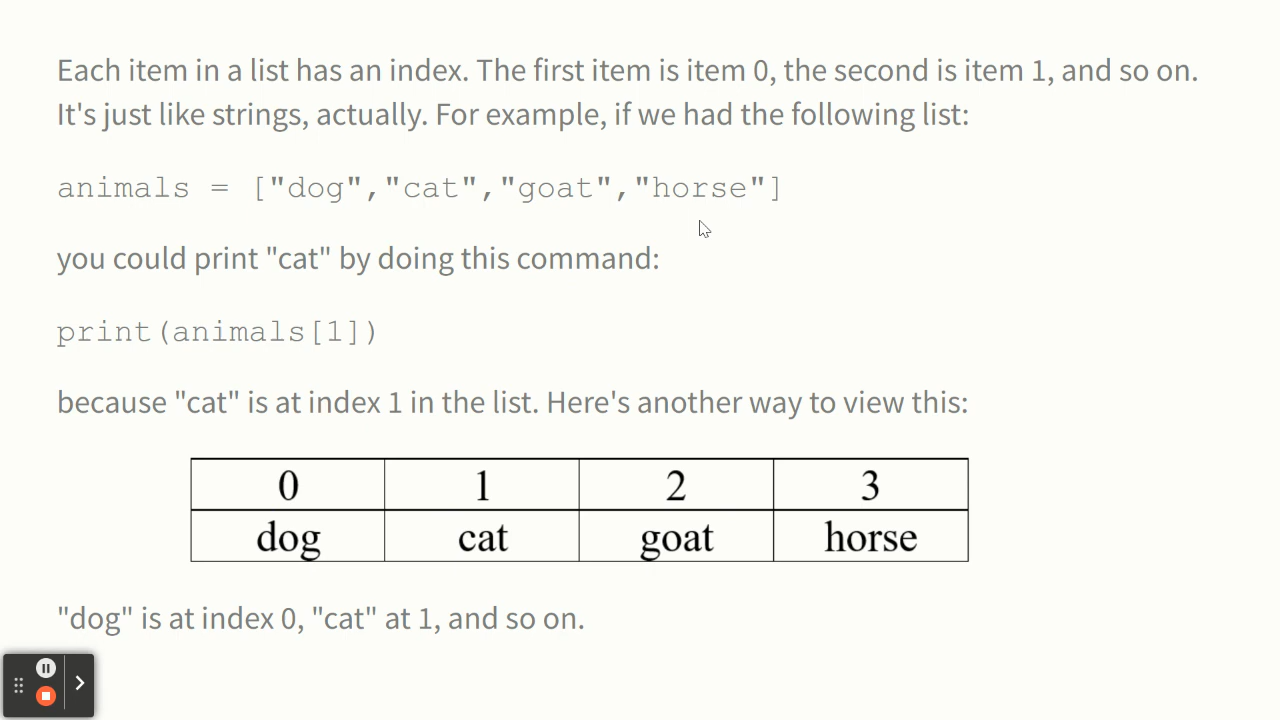 Each item in a list has an index. The first item is item 0, the second is item 1, and so on.
It's just like strings, actually. For example, if we had the following list:
animals = ["dog","cat","goat","horse"]
you could print "cat" by doing this command:
print(animals[1])
because "cat" is at index 1 in the list. Here's another way to view this:
0 1 2 3
dog cat goat horse
"dog" is at index 0, "cat" at 1, and so on.